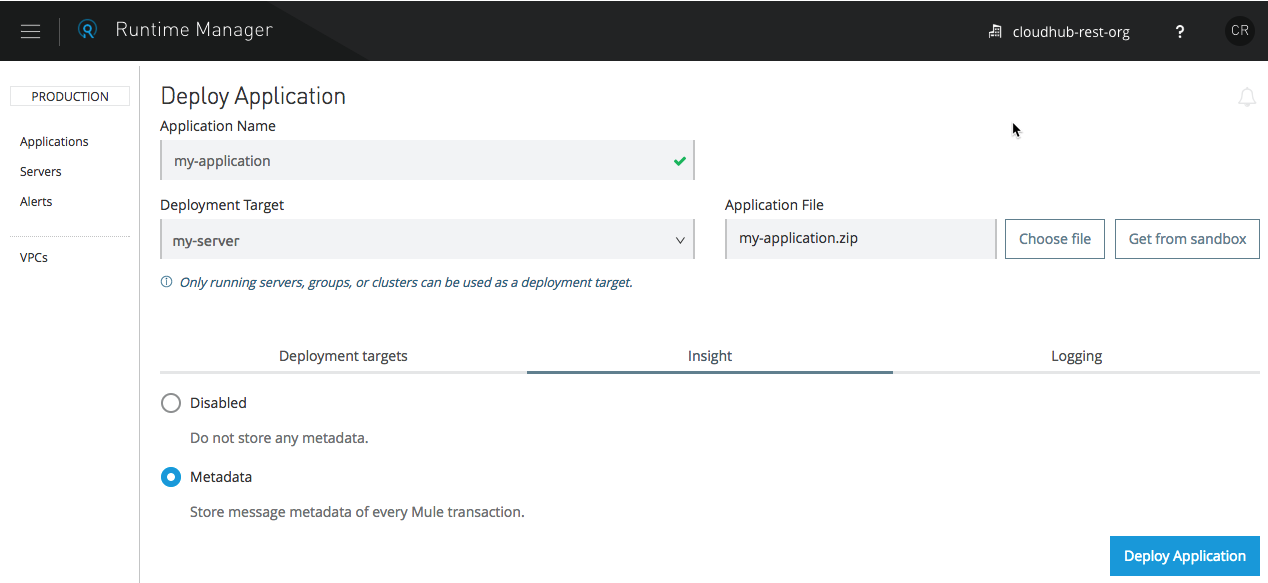 Runtime Manager
cloudhub-rest-org
?
CR
PRODUCTION
Applications
Servers
Alerts
VPCs
Deploy Application
Application Name
my-application
Deployment Target
my-server
Application File
my-application.zip
Choose file
Get from sandbox
Only running servers, groups, or clusters can be used as a deployment target.
Deployment targets
Insight
Logging
Disabled
Do not store any metadata.
Metadata
Store message metadata of every Mule transaction.
Deploy Application